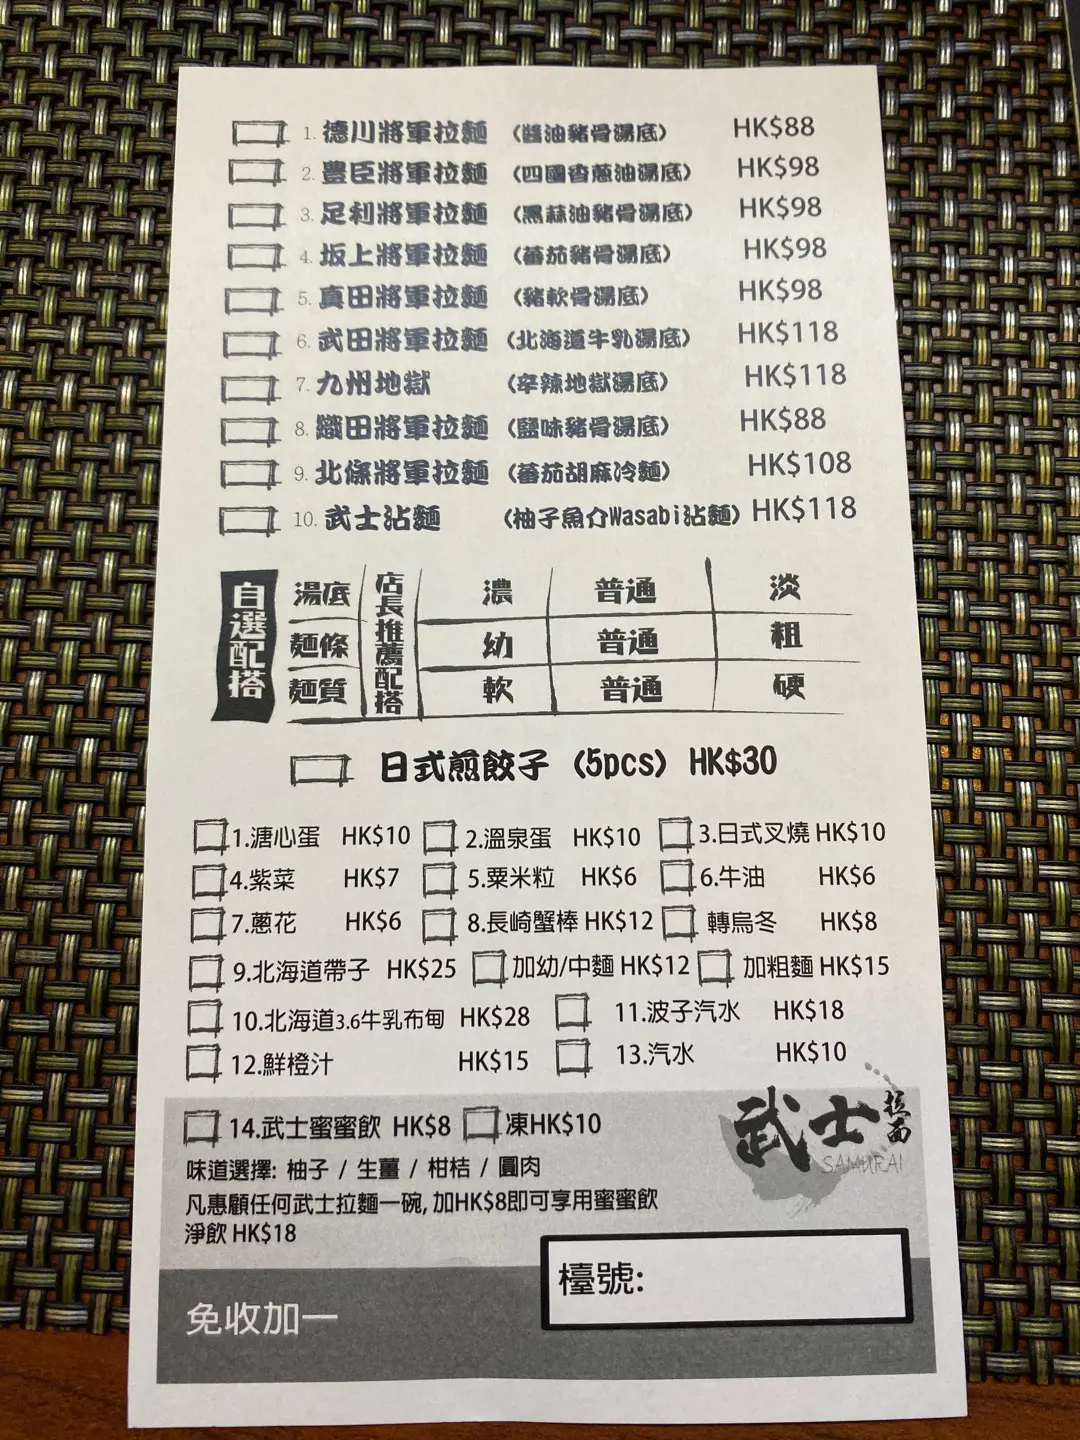 1. 德川將軍拉麵 (醬油豬骨湯底) HK$88
2. 豊臣將軍拉麵 (四國香蔥油湯底) HK$98
3. 足利將軍拉麵 (黑蒜油豬骨湯底) HK$98
4. 坂上將軍拉麵 (蕃茄豬骨湯底) HK$98
5. 真田將軍拉麵 (豬軟骨湯底) HK$98
6. 武田將軍拉麵 (北海道牛乳湯底) HK$118
7. 九州地獄 (辛辣地獄湯底) HK$118
8. 織田將軍拉麵 (鹽味豬骨湯底) HK$88
9. 北條將軍拉麵 (蕃茄胡麻冷麵) HK$108
10. 武士沾麵 (柚子魚介Wasabi沾麵) HK$118
自選配搭
店長推薦配搭
湯底 濃 普通 淡
麵條 幼 普通 粗
麵質 軟 普通 硬
日式煎餃子 (5pcs) HK$30
1.溏心蛋 HK$10 2.溫泉蛋 HK$10 3.日式叉燒 HK$10
4.紫菜 HK$7 5.粟米粒 HK$6 6.牛油 HK$6
7.蔥花 HK$6 8.長崎蟹棒 HK$12 轉烏冬 HK$8
9.北海道帶子 HK$25 加幼/中麵 HK$12 加粗麵 HK$15
10.北海道3.6牛乳布甸 HK$28 11.波子汽水 HK$18
12.鮮橙汁 HK$15 13.汽水 HK$10
14.武士蜜蜜飲 HK$8 凍HK$10
味道選擇: 柚子 / 生薑 / 柑桔 / 圓肉
凡惠顧任何武士拉麵一碗, 加HK$8即可享用蜜蜜飲
淨飲 HK$18
武士拉面
SAMURAI
檯號:
免收加一